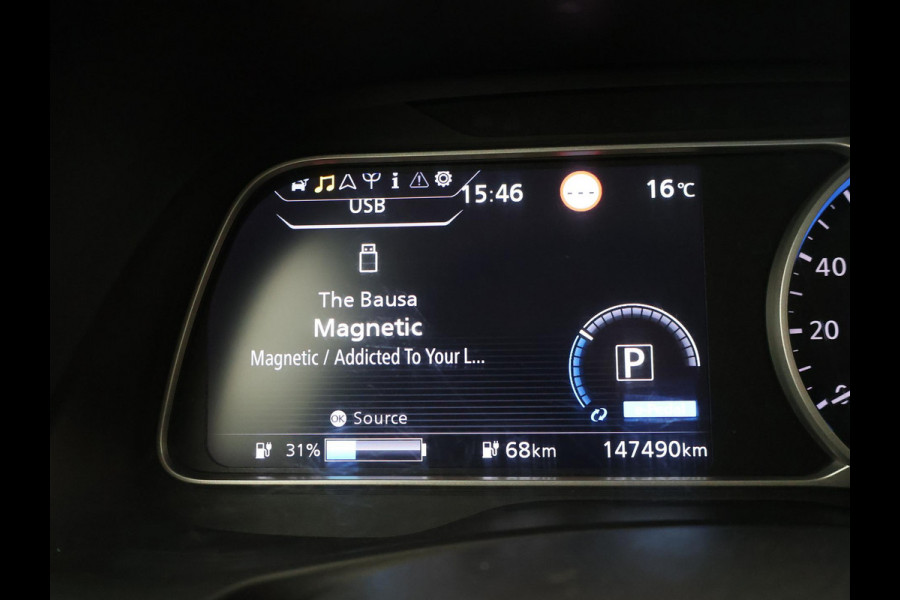 i 15:46 --- 16°C
USB
The Bausa
Magnetic
Magnetic / Addicted To Your L...
P
OK Source
31% 68km 147490km
40
20